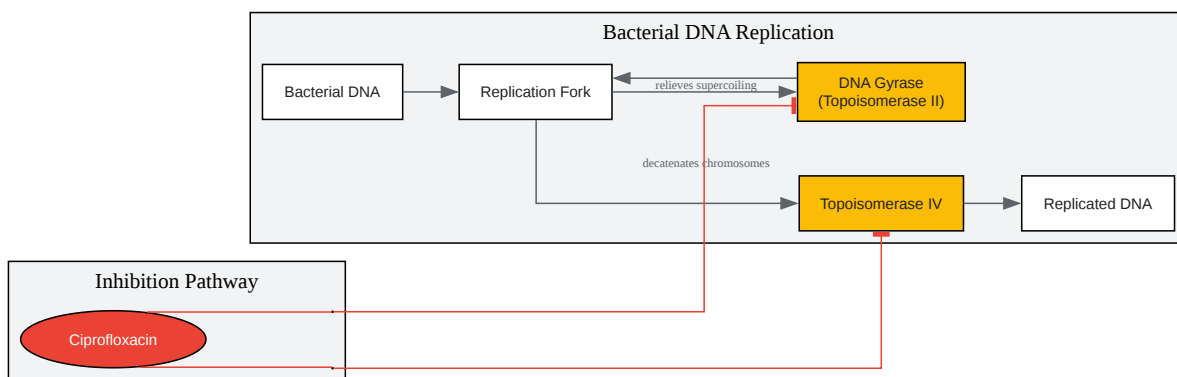 Bacterial DNA Replication
Bacterial DNA
Replication Fork
relieves supercoiling
DNA Gyrase
(Topoisomerase II)
decatenates chromosomes
Topoisomerase IV
Replicated DNA
Inhibition Pathway
Ciprofloxacin